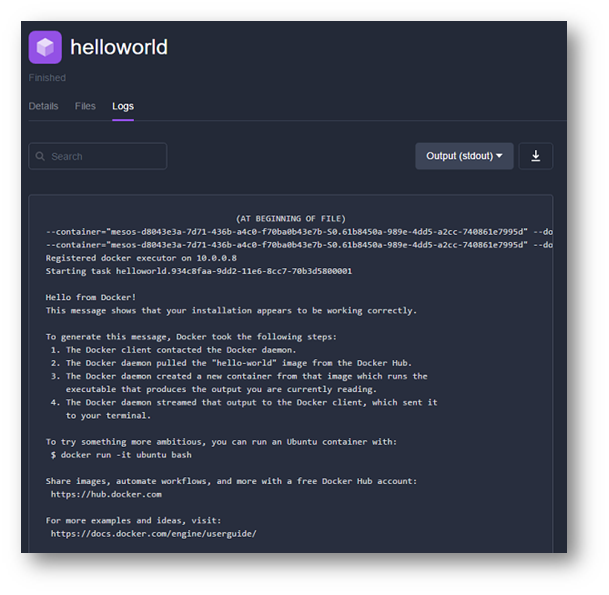 helloworld
Finished
Details Files Logs
Search
Output (stdout)
(AT BEGINNING OF FILE)
--container="mesos-d8043e3a-7d71-436b-a4c0-f70ba0b43e7b-S0.61b8450a-989e-4dd5-a2cc-740861e7995d" --do
--container="mesos-d8043e3a-7d71-436b-a4c0-f70ba0b43e7b-S0.61b8450a-989e-4dd5-a2cc-740861e7995d" --do
Registered docker executor on 10.0.0.8
Starting task helloworld.934c8faa-9dd2-11e6-8cc7-70b3d5800001
Hello from Docker!
This message shows that your installation appears to be working correctly.
To generate this message, Docker took the following steps:
1. The Docker client contacted the Docker daemon.
2. The Docker daemon pulled the "hello-world" image from the Docker Hub.
3. The Docker daemon created a new container from that image which runs the
executable that produces the output you are currently reading.
4. The Docker daemon streamed that output to the Docker client, which sent it
to your terminal.
To try something more ambitious, you can run an Ubuntu container with:
$ docker run -it ubuntu bash
Share images, automate workflows, and more with a free Docker Hub account:
https://hub.docker.com
For more examples and ideas, visit:
https://docs.docker.com/engine/userguide/